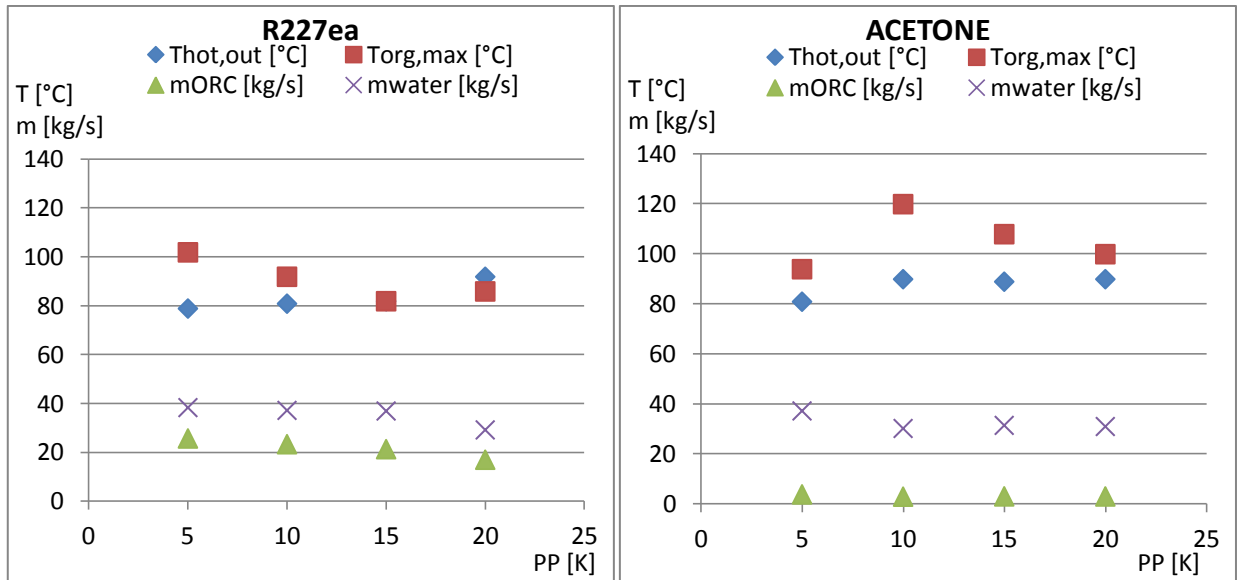 R227ea
Thot,out [°C] Torg,max [°C]
mORC [kg/s] mwater [kg/s]
T [°C]
m [kg/s]
140
120
100
80
60
40
20
0
0 5 10 15 20 25
PP [K]
ACETONE
Thot,out [°C] Torg,max [°C]
mORC [kg/s] mwater [kg/s]
T [°C]
m [kg/s]
140
120
100
80
60
40
20
0
0 5 10 15 20 25
PP [K]